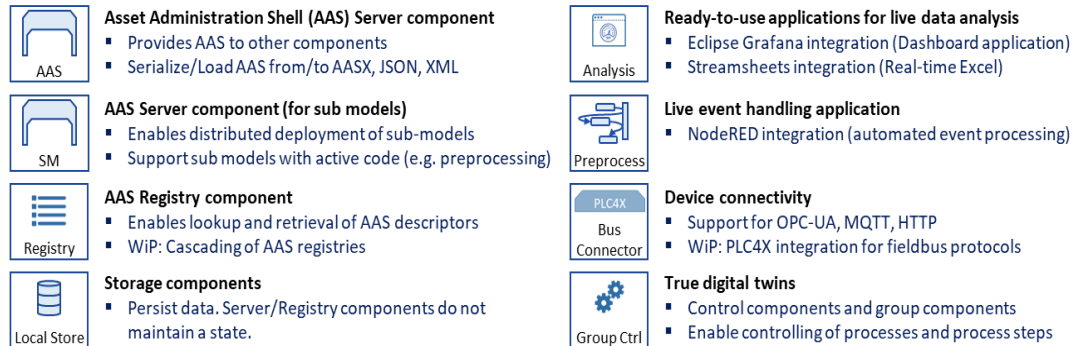 AAS
Asset Administration Shell (AAS) Server component
▪ Provides AAS to other components
▪ Serialize/Load AAS from/to AASX, JSON, XML
SM
AAS Server component (for sub models)
▪ Enables distributed deployment of sub-models
▪ Support sub models with active code (e.g. preprocessing)
Registry
AAS Registry component
▪ Enables lookup and retrieval of AAS descriptors
▪ WiP: Cascading of AAS registries
Local Store
Storage components
▪ Persist data. Server/Registry components do not
maintain a state.
Analysis
Ready-to-use applications for live data analysis
▪ Eclipse Grafana integration (Dashboard application)
▪ Streamsheets integration (Real-time Excel)
Preprocess
Live event handling application
▪ NodeRED integration (automated event processing)
PLC4X
Bus
Connector
Device connectivity
▪ Support for OPC-UA, MQTT, HTTP
▪ WiP: PLC4X integration for fieldbus protocols
Group Ctrl
True digital twins
▪ Control components and group components
▪ Enable controlling of processes and process steps